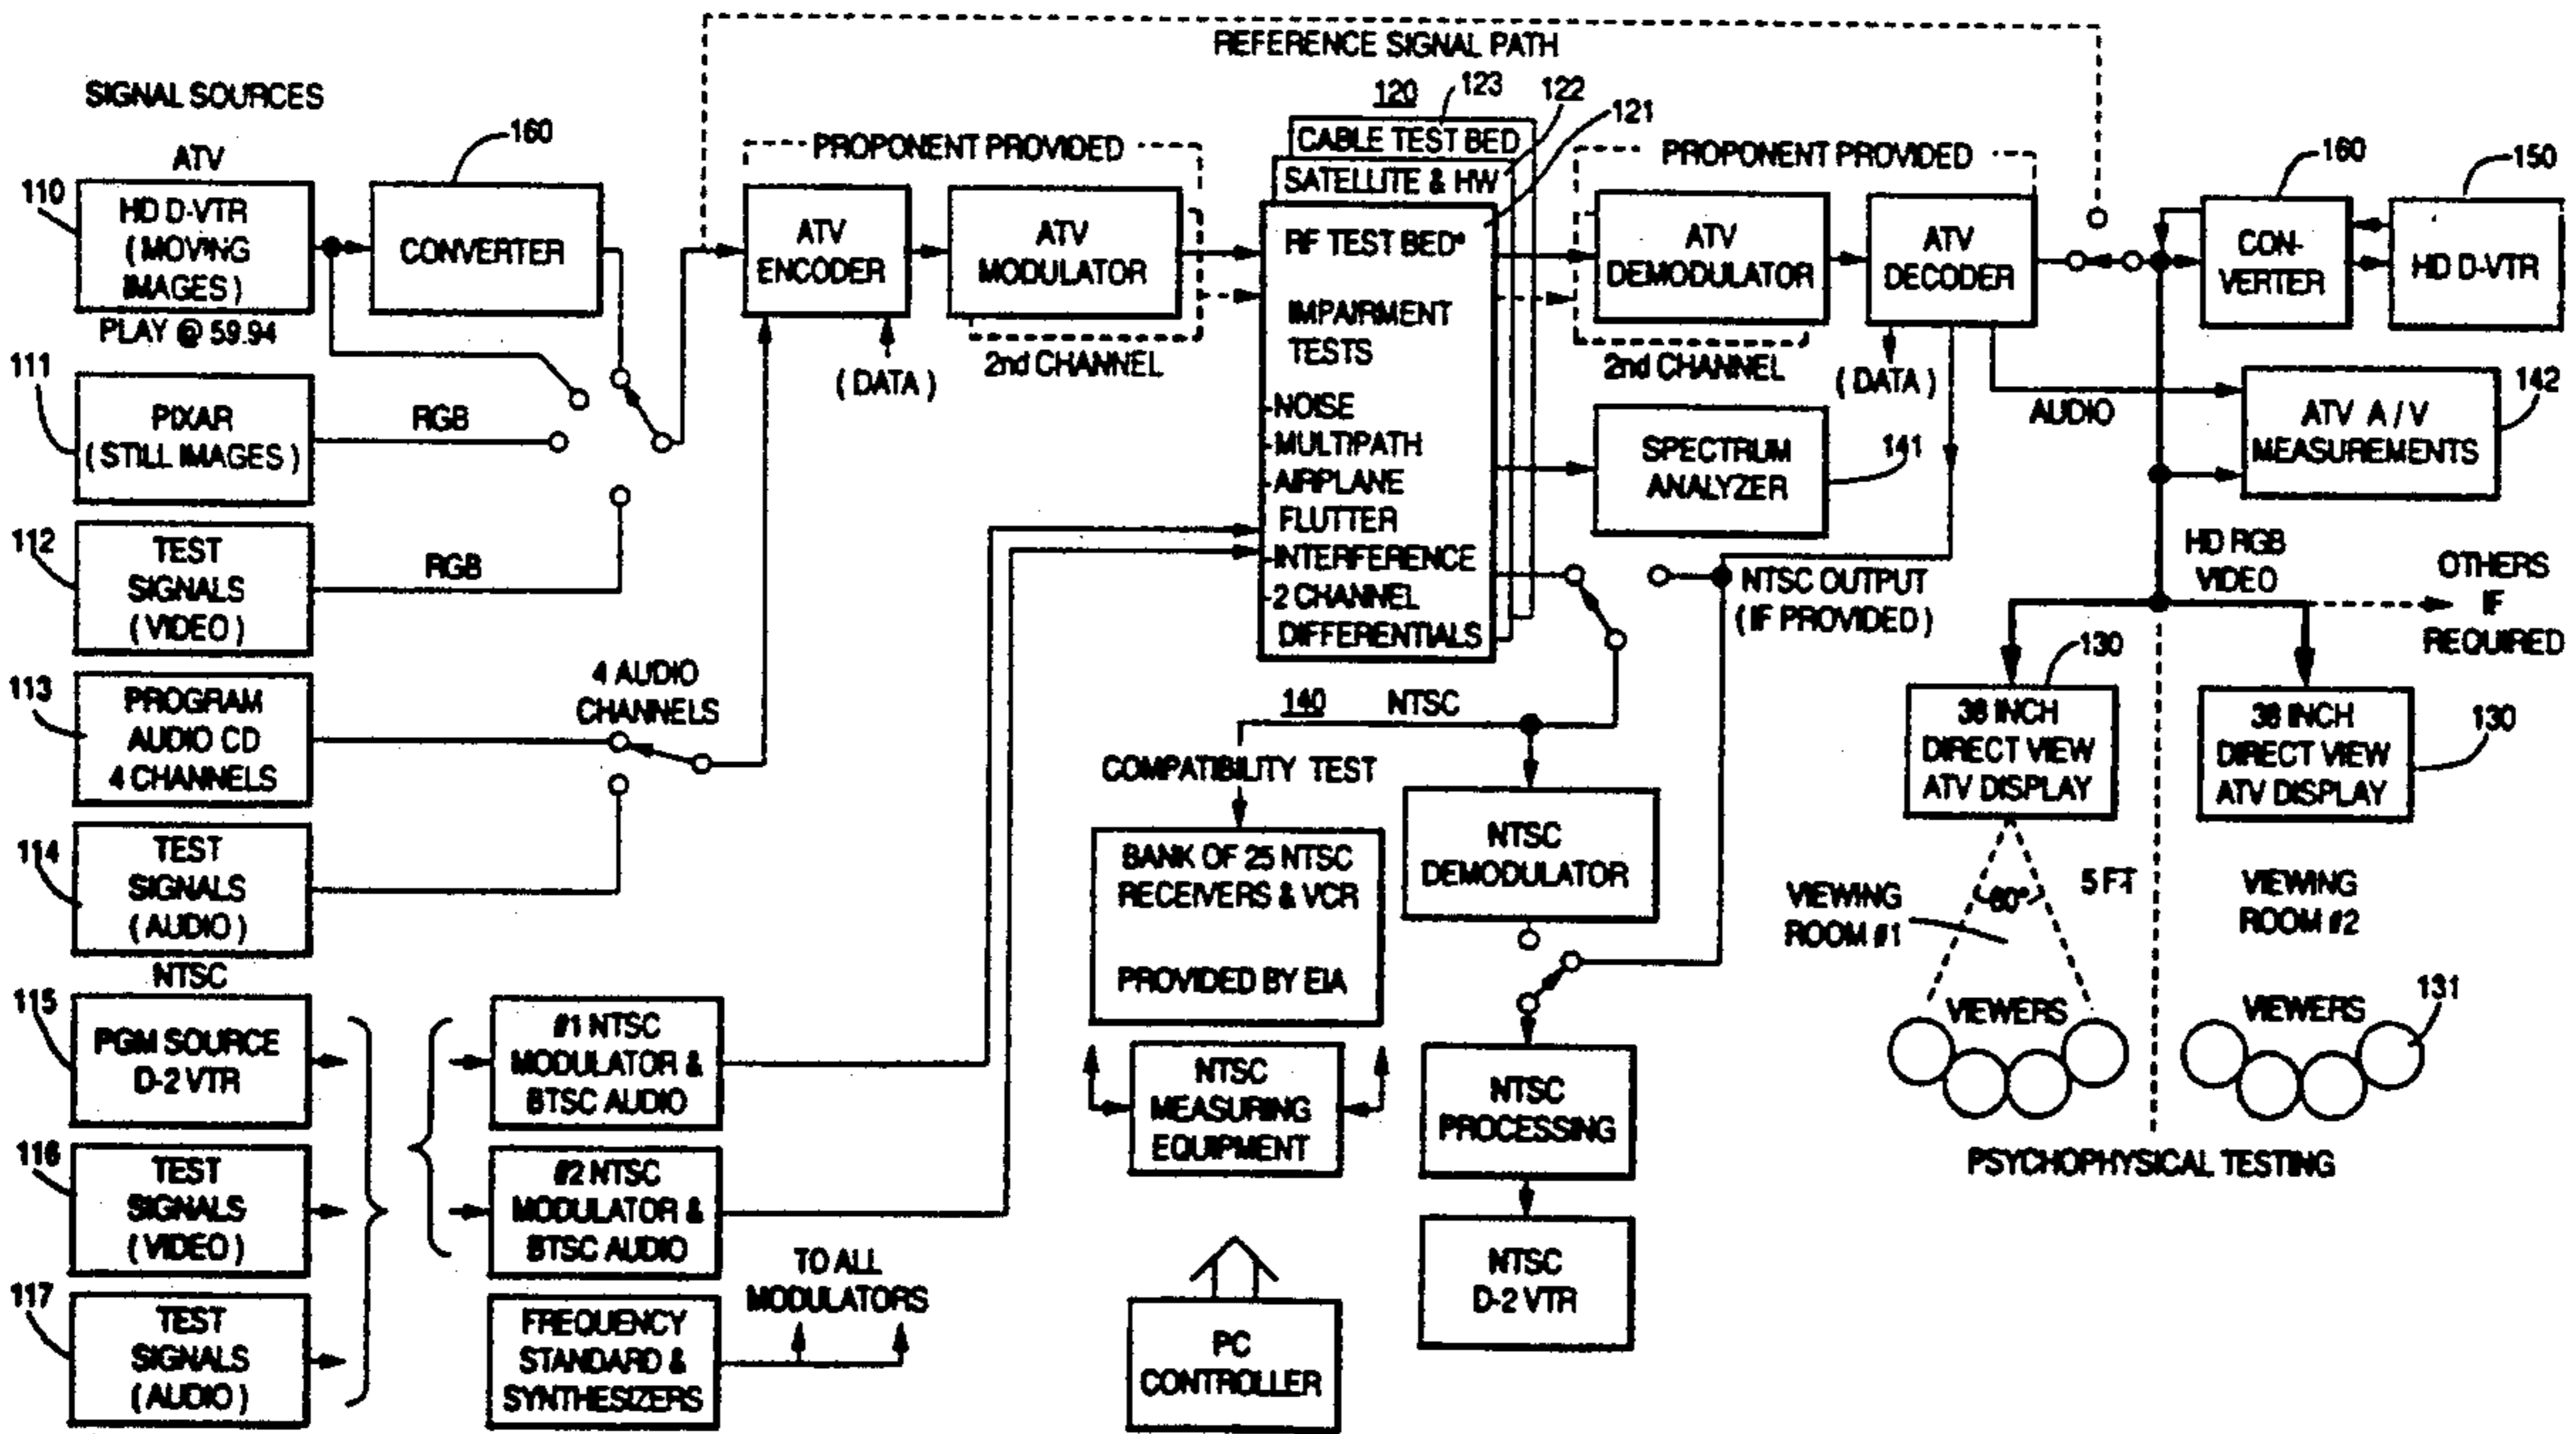 REFERENCE SIGNAL PATH
SIGNAL SOURCES
ATV
110
HD D-VTR
( MOVING
IMAGES )
PLAY @ 59.94
160
CONVERTER
PROPONENT PROVIDED
ATV
ENCODER
( DATA )
ATV
MODULATOR
2nd CHANNEL
120
123
122
121
CABLE TEST BED
SATELLITE & HW
RF TEST BED*
IMPAIRMENT
TESTS
-NOISE
-MULTIPATH
-AIRPLANE
FLUTTER
-INTERFERENCE
-2 CHANNEL
DIFFERENTIALS
PROPONENT PROVIDED
ATV
DEMODULATOR
2nd CHANNEL
ATV
DECODER
( DATA )
AUDIO
160
CON-
VERTER
150
HD D-VTR
142
ATV A / V
MEASUREMENTS
SPECTRUM
ANALYZER
141
111
PIXAR
( STILL IMAGES )
RGB
112
TEST
SIGNALS
( VIDEO )
RGB
113
PROGRAM
AUDIO CD
4 CHANNELS
4 AUDIO
CHANNELS
114
TEST
SIGNALS
( AUDIO )
NTSC
115
PGM SOURCE
D-2 VTR
116
TEST
SIGNALS
( VIDEO )
117
TEST
SIGNALS
( AUDIO )
#1 NTSC
MODULATOR &
BTSC AUDIO
#2 NTSC
MODULATOR &
BTSC AUDIO
FREQUENCY
STANDARD &
SYNTHESIZERS
TO ALL
MODULATORS
NTSC OUTPUT
( IF PROVIDED )
140
NTSC
COMPATIBILITY TEST
BANK OF 25 NTSC
RECEIVERS & VCR
PROVIDED BY EIA
NTSC
MEASURING
EQUIPMENT
PC
CONTROLLER
NTSC
DEMODULATOR
NTSC
PROCESSING
NTSC
D-2 VTR
HD RGB
VIDEO
OTHERS
IF
REQUIRED
130
38 INCH
DIRECT VIEW
ATV DISPLAY
38 INCH
DIRECT VIEW
ATV DISPLAY
130
60°
5 FT
VIEWING
ROOM #1
VIEWING
ROOM #2
VIEWERS
VIEWERS
131
PSYCHOPHYSICAL TESTING